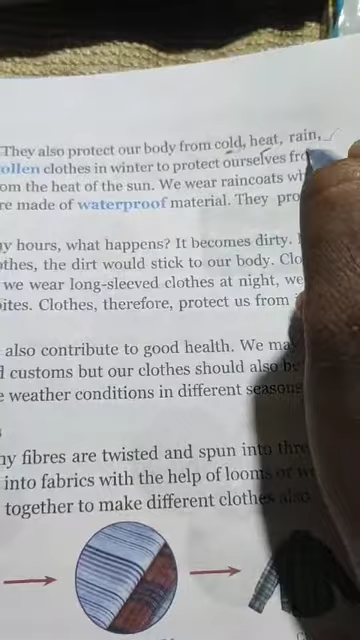 They also protect our body from cold, heat, rain,
ollen clothes in winter to protect ourselves fro
om the heat of the sun. We wear raincoats wh
re made of waterproof material. They pro
y hours, what happens? It becomes dirty.
othes, the dirt would stick to our body. Clo
we wear long-sleeved clothes at night, we
ites. Clothes, therefore, protect us from
also contribute to good health. We may
d customs but our clothes should also be
e weather conditions in different seasons
ny fibres are twisted and spun into thre
into fabrics with the help of looms or we
together to make different clothes also